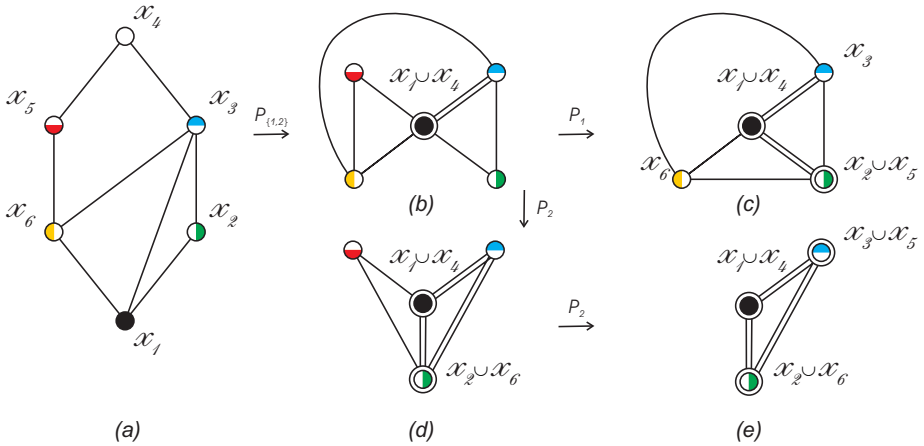 x₄
x₅
x₃
x₆
x₂
x₁
(a)
P{1,2}
x₁∪x₄
(b)
P₁
x₃
x₁∪x₄
x₆
x₂∪x₅
(c)
P₂
x₁∪x₄
x₂∪x₆
(d)
P₂
x₃∪x₅
x₁∪x₄
x₂∪x₆
(e)